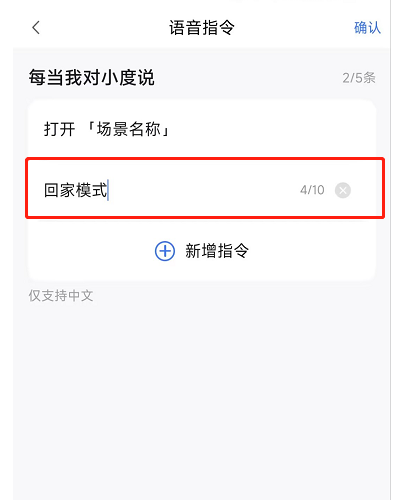 语音指令 确认
每当我对小度说 2/5条
打开「场景名称」
回家模式 4/10
新增指令
仅支持中文